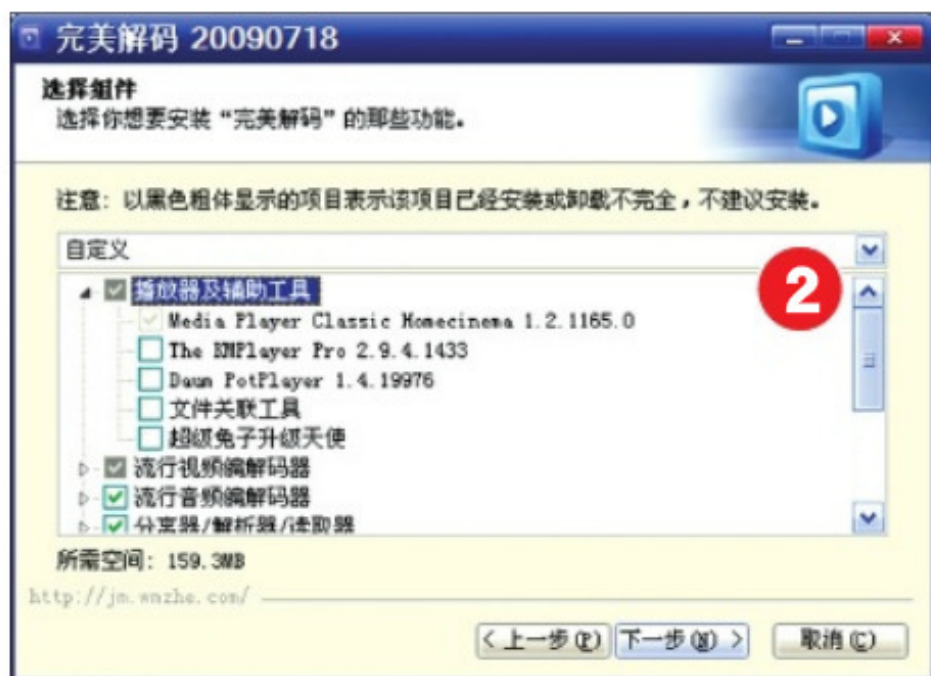 完美解码 20090718
选择组件
选择你想要安装“完美解码”的那些功能。
注意: 以黑色粗体显示的项目表示该项目已经安装或卸载不完全,不建议安装。
自定义
2
播放器及辅助工具
Media Player Classic Homecinema 1.2.1165.0
The KMPlayer Pro 2.9.4.1433
Daum PotPlayer 1.4.19976
文件关联工具
超级兔子升级天使
流行视频编解码器
流行音频编解码器
分离器/解析器/读取器
所需空间: 159.3MB
http://jm.wmzhe.com/
<上一步(P) 下一步(N)> 取消(C)